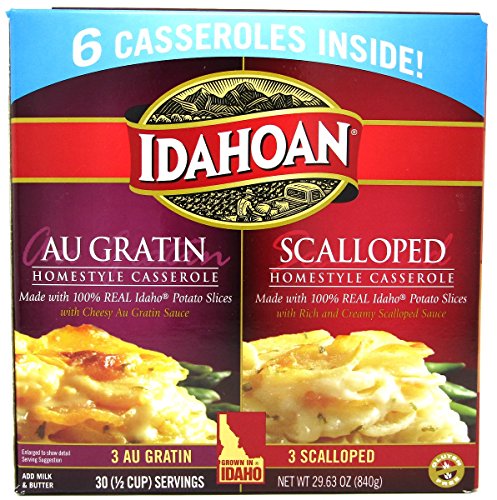 6 CASSEROLES INSIDE!
IDAHOAN®
AU GRATIN
HOMESTYLE CASSEROLE
Made with 100% REAL Idaho® Potato Slices
with Cheesy Au Gratin Sauce
SCALLOPED
HOMESTYLE CASSEROLE
Made with 100% REAL Idaho® Potato Slices
with Rich and Creamy Scalloped Sauce
Enlarged to show detail
Serving Suggestion
3 AU GRATIN
ADD MILK
& BUTTER
30 (½ CUP) SERVINGS
GROWN IN
IDAHO
3 SCALLOPED
NET WT 29.63 OZ (840g)
GLUTEN
FREE